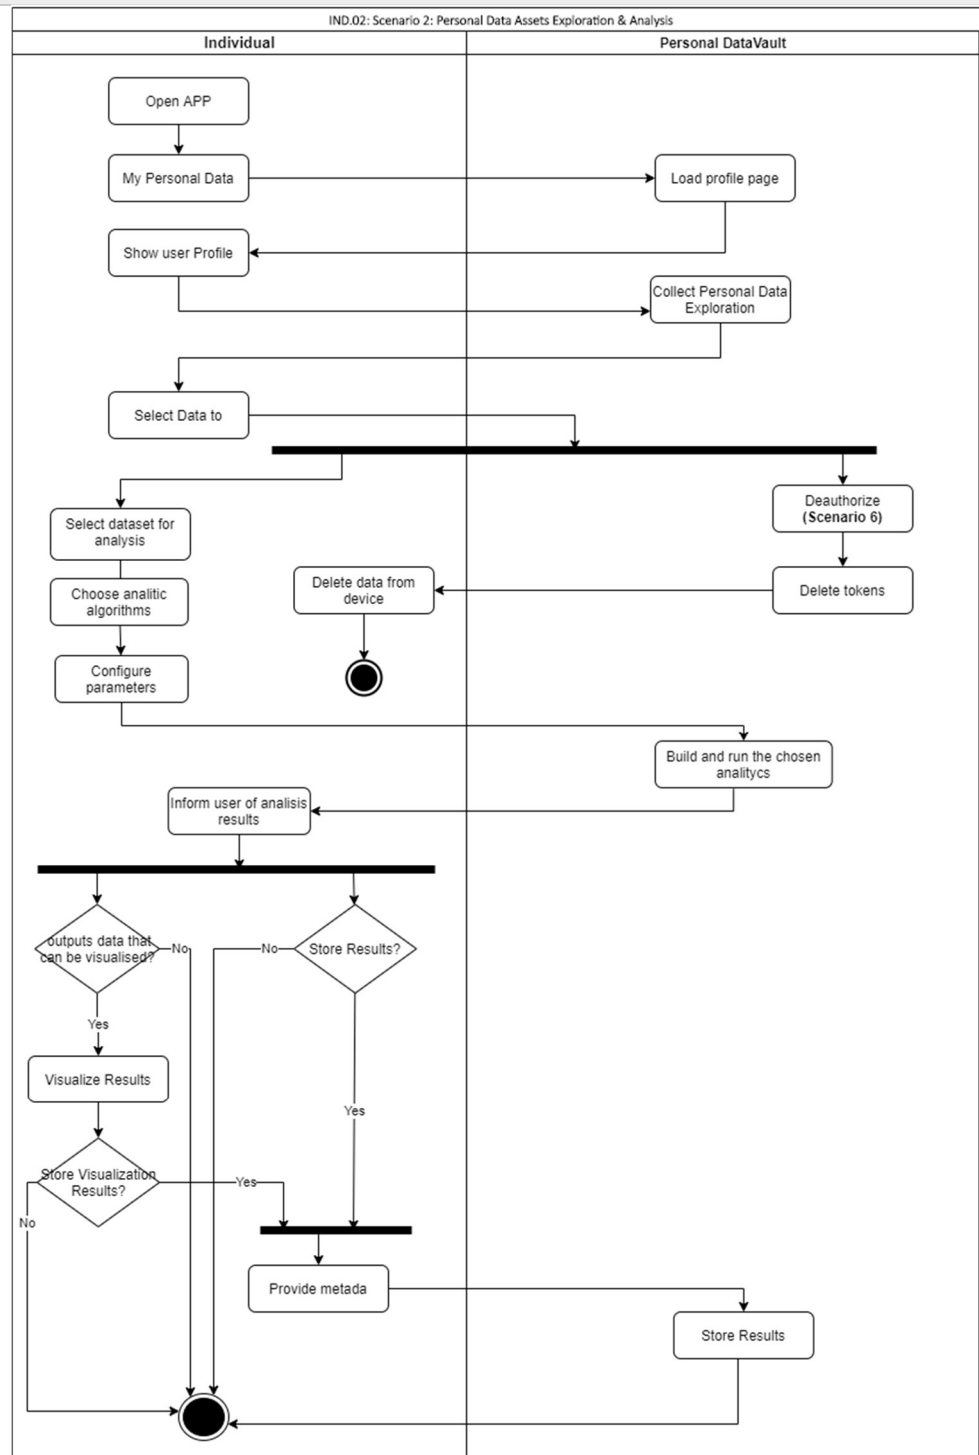 IND.02: Scenario 2: Personal Data Assets Exploration & Analysis
Individual
Personal DataVault
Open APP
My Personal Data
Load profile page
Show user Profile
Collect Personal Data
Exploration
Select Data to
Deauthorize
(Scenario 6)
Select dataset for
analysis
Delete data from
device
Delete tokens
Choose analitic
algorithms
Configure
parameters
Build and run the chosen
analitycs
Inform user of analisis
results
outputs data that
can be visualised?
No
No
Store Results?
Yes
Visualize Results
Yes
Store Visualization
Results?
Yes
No
Provide metada
Store Results